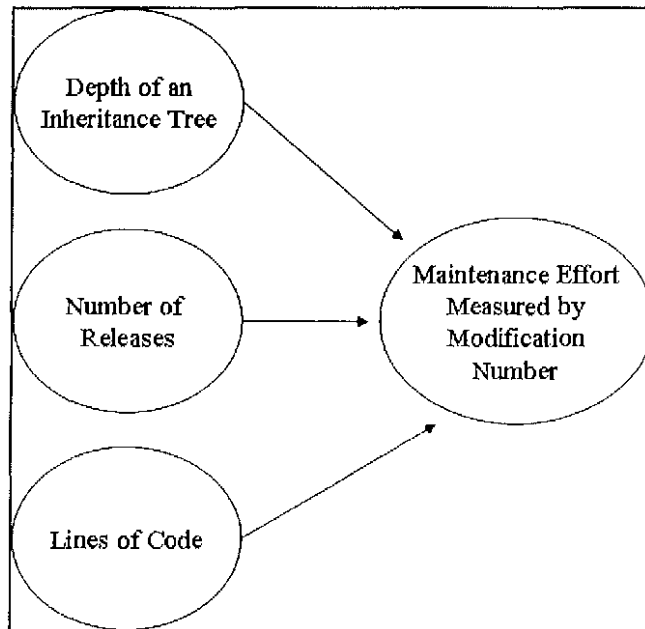 Depth of an
Inheritance Tree
Number of
Releases
Maintenance Effort
Measured by
Modification
Number
Lines of Code